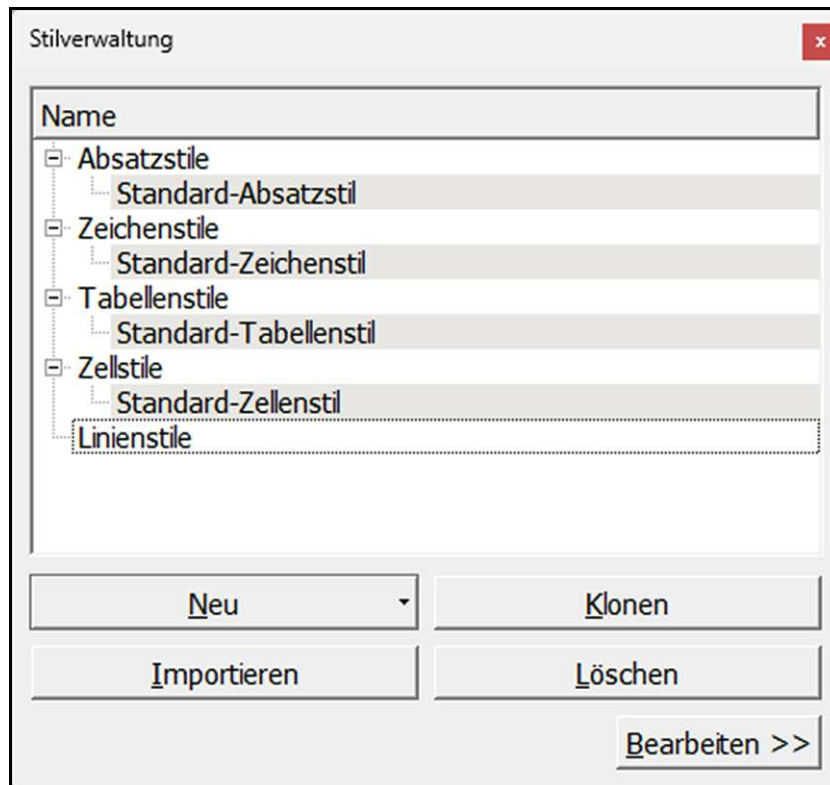 Stilverwaltung
x
Name
Absatzstile
Standard-Absatzstil
Zeichenstile
Standard-Zeichenstil
Tabellenstile
Standard-Tabellenstil
Zellstile
Standard-Zellenstil
Linienstile
Neu
Klonen
Importieren
Löschen
Bearbeiten >>